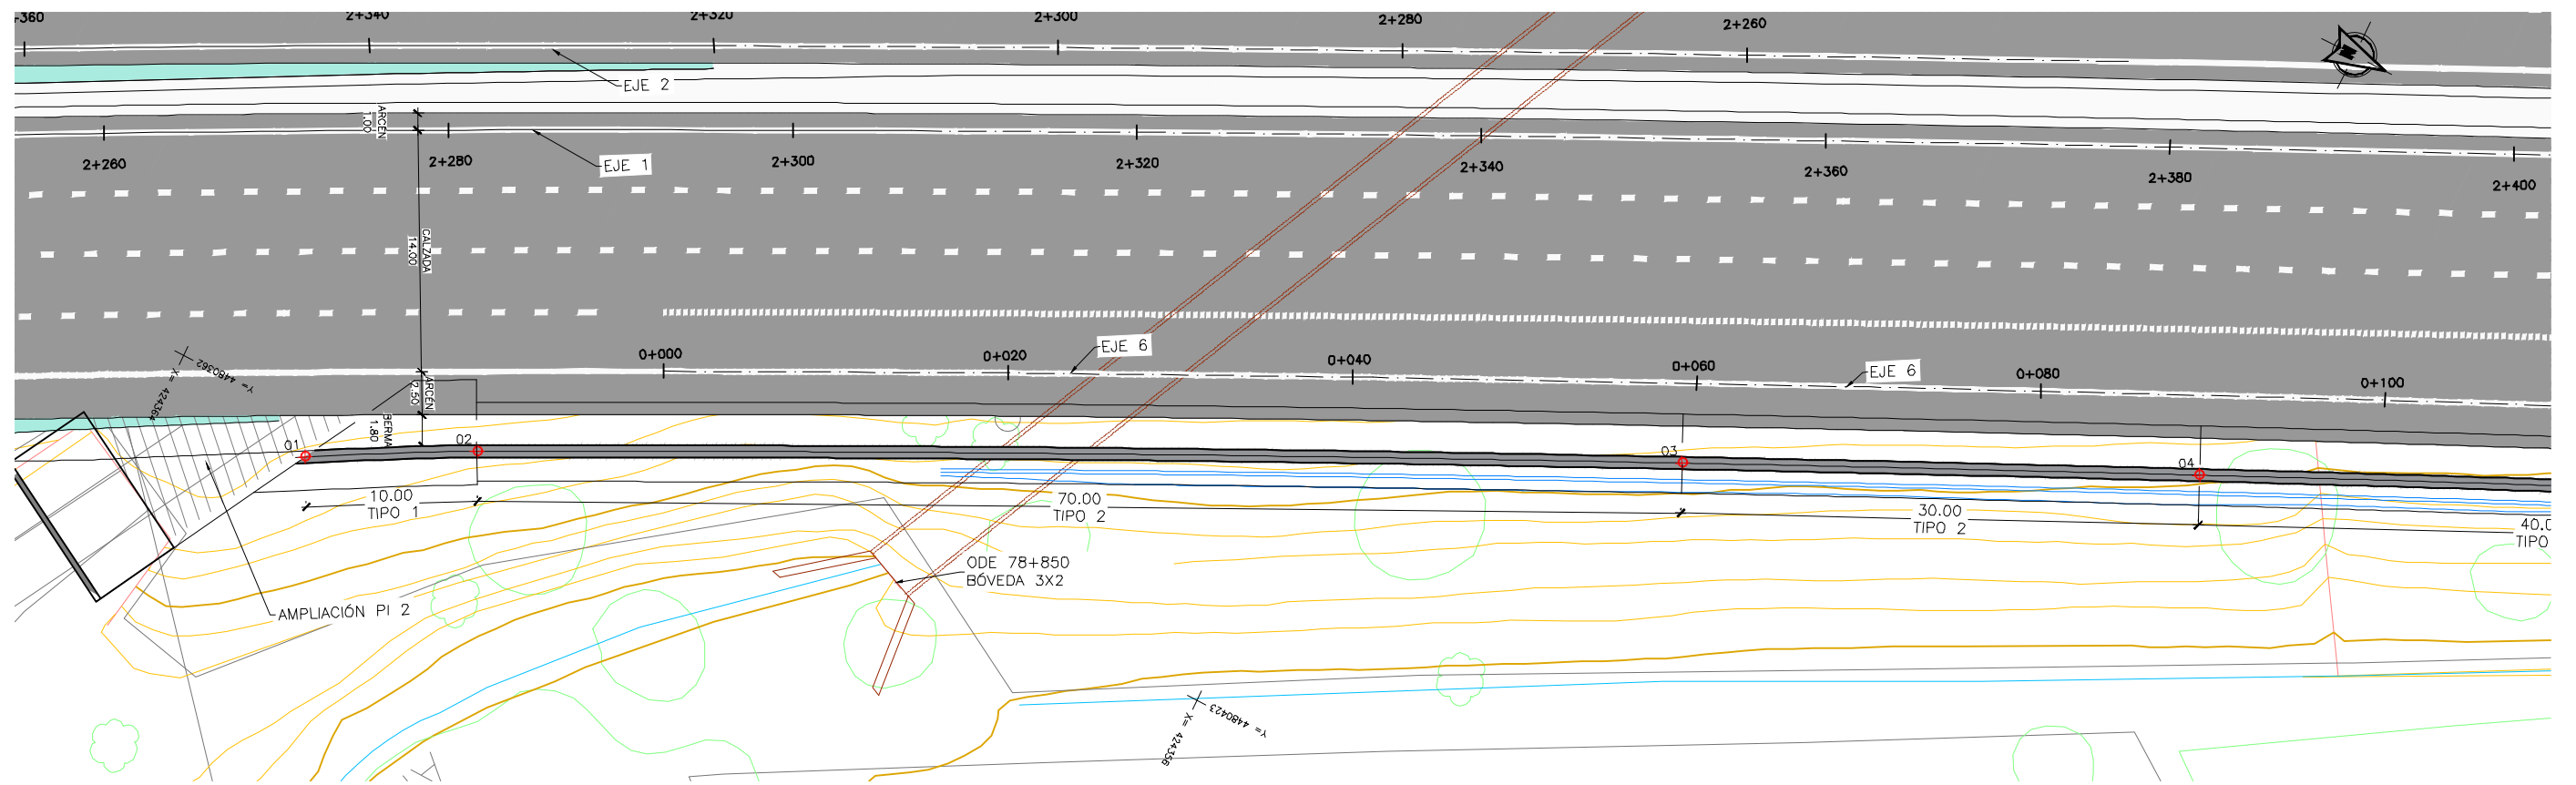 2+340
2+320
2+300
2+280
2+260
N
EJE 2
ARCÉN
1.00
EJE 1
2+260
2+280
2+300
2+320
2+340
2+360
2+380
2+400
CALZADA
14.00
EJE 6
0+000
0+020
0+040
0+060
0+080
0+100
EJE 6
Y= 4480362
X= 424364
ARCÉN
2.50
BERMA
1.80
01
02
03
04
10.00
TIPO 1
70.00
TIPO 2
30.00
TIPO 2
TIPO
ODE 78+850
BÓVEDA 3X2
AMPLIACIÓN PI 2
Y= 4480423
X= 424356